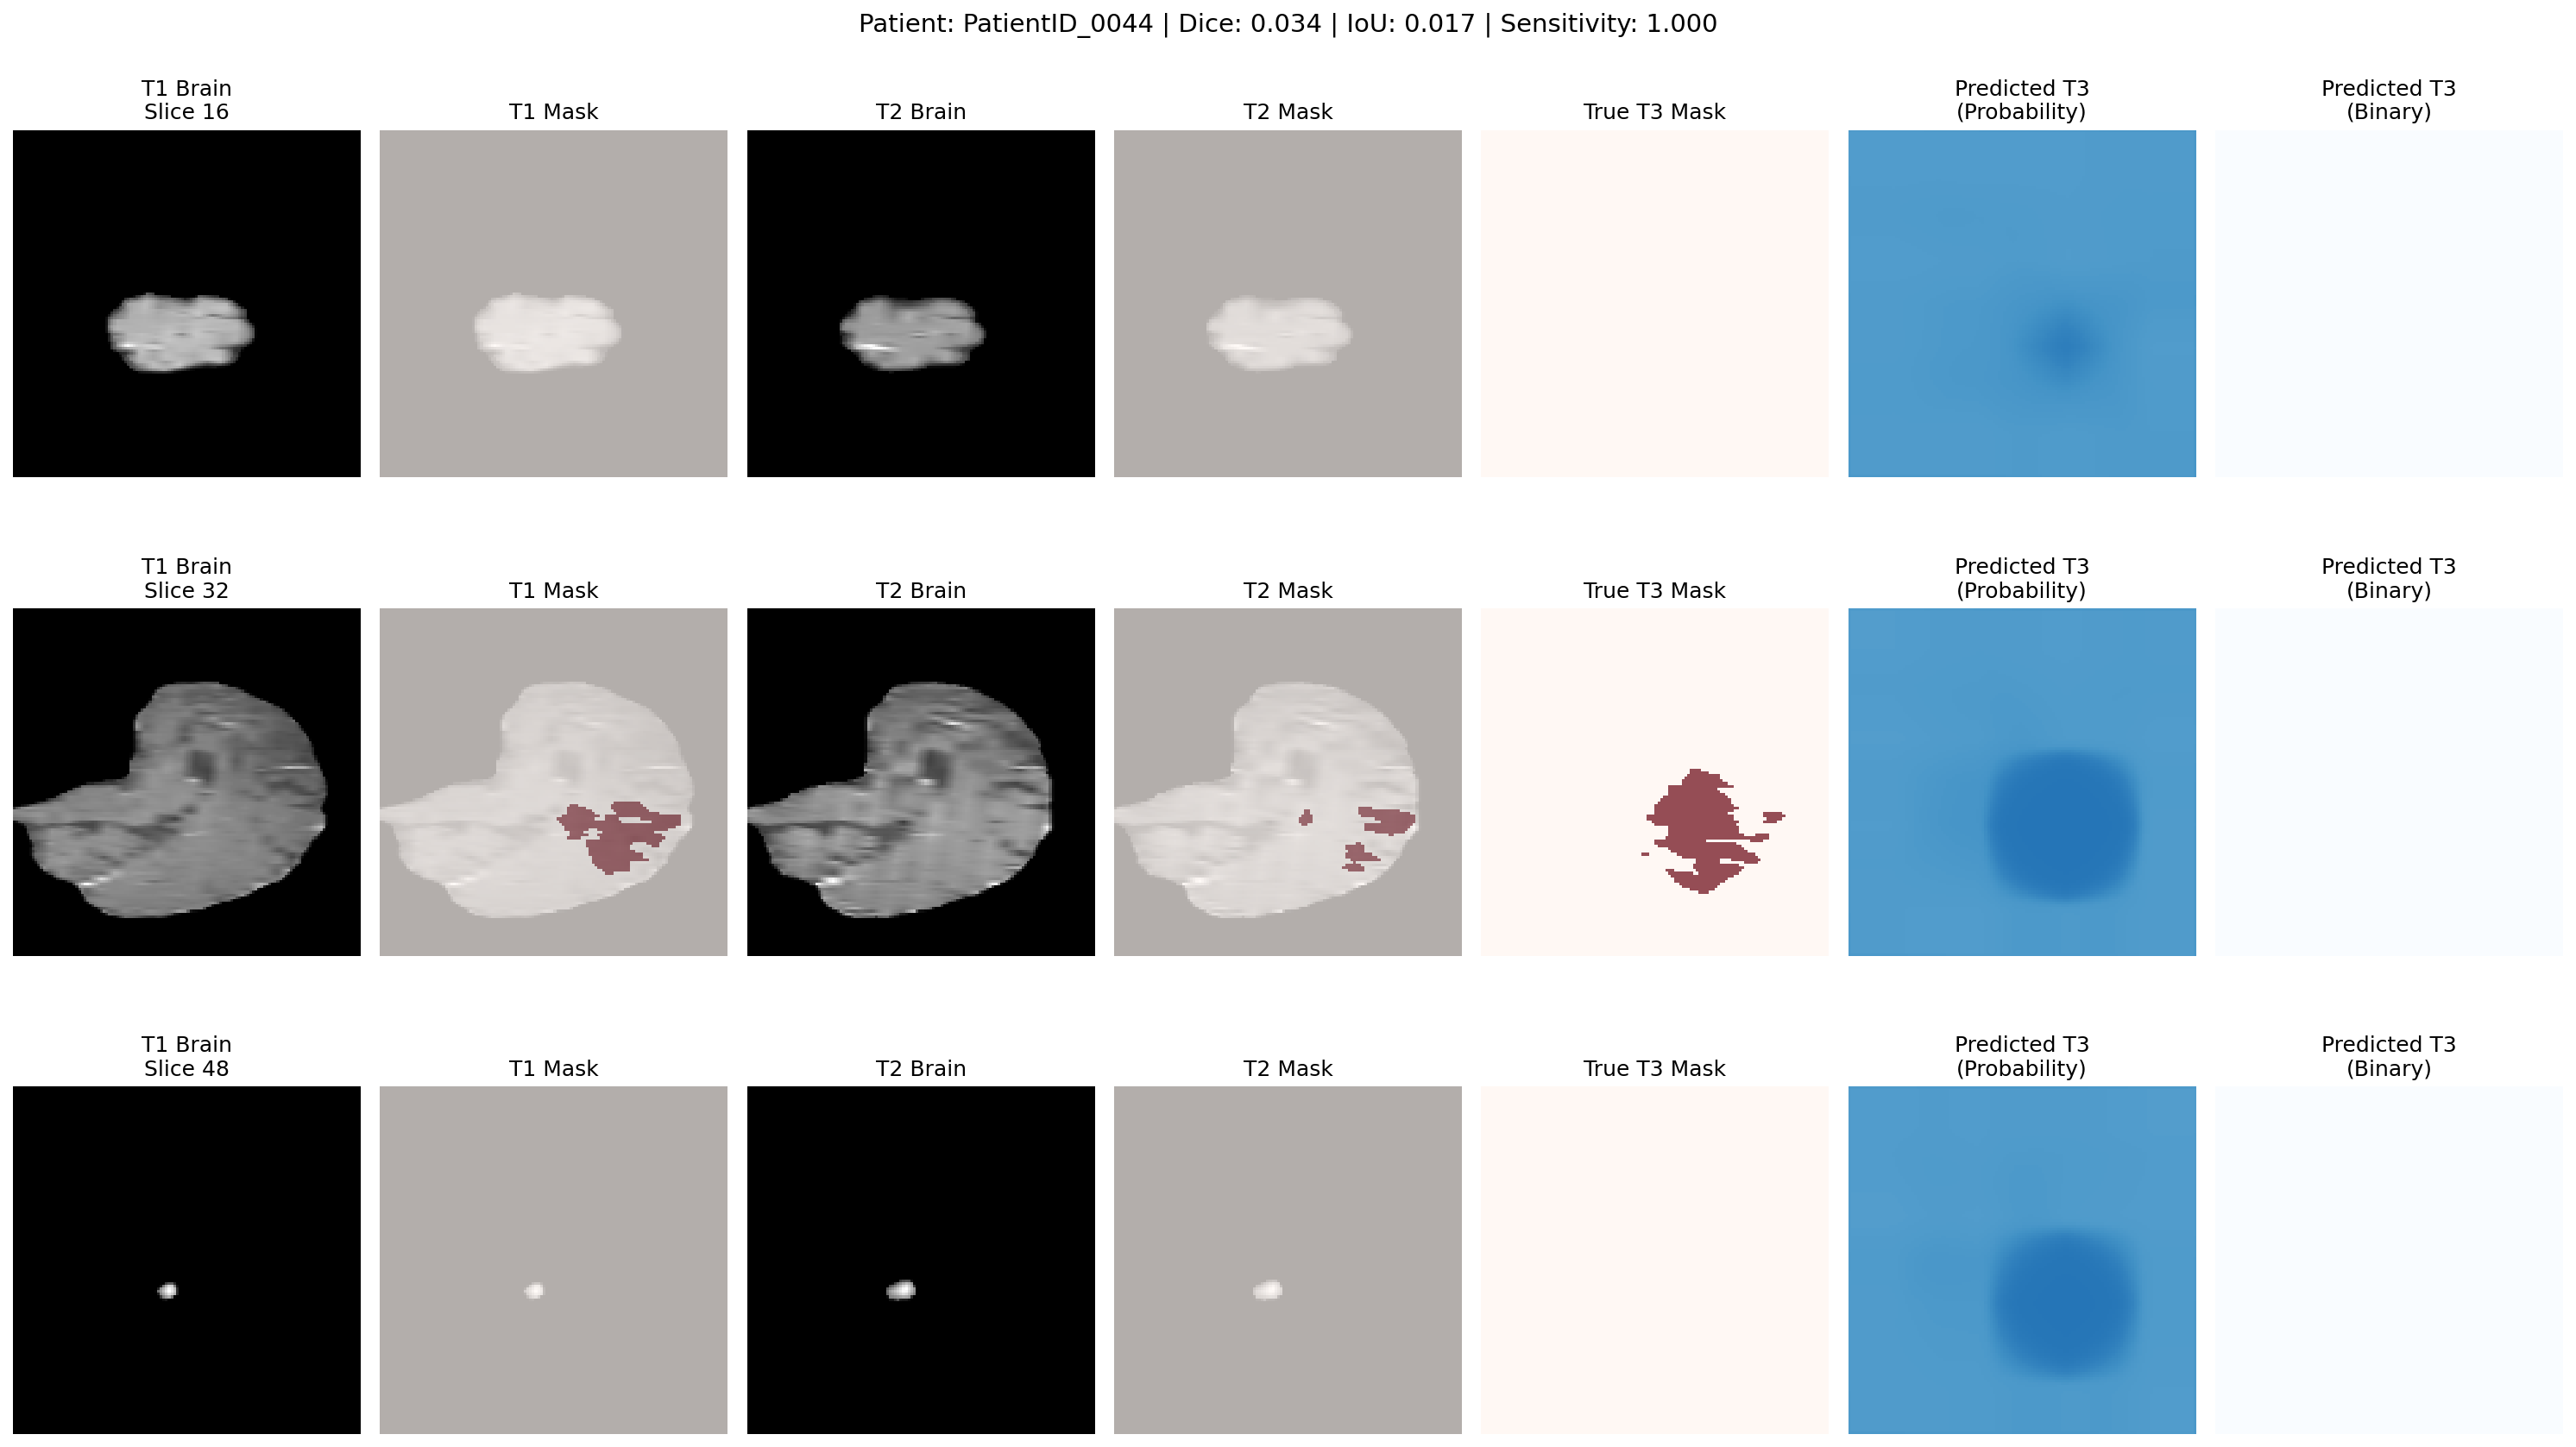 Patient: PatientID_0044 | Dice: 0.034 | IoU: 0.017 | Sensitivity: 1.000
T1 Brain
Slice 16
T1 Mask
T2 Brain
T2 Mask
True T3 Mask
Predicted T3
(Probability)
Predicted T3
(Binary)
T1 Brain
Slice 32
T1 Mask
T2 Brain
T2 Mask
True T3 Mask
Predicted T3
(Probability)
Predicted T3
(Binary)
T1 Brain
Slice 48
T1 Mask
T2 Brain
T2 Mask
True T3 Mask
Predicted T3
(Probability)
Predicted T3
(Binary)